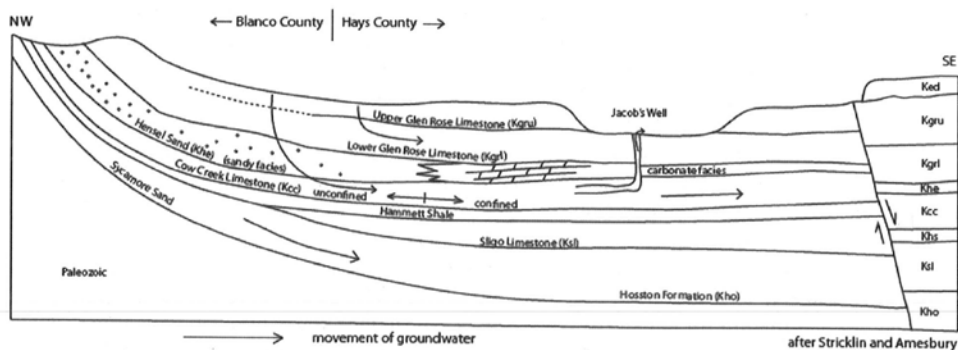 NW
← Blanco County | Hays County →
SE
Ked
Jacob's Well
Upper Glen Rose Limestone (Kgru)
Kgru
Hensel Sand (Khe) (sandy facies)
Lower Glen Rose Limestone (Kgrl)
Kgrl
carbonate facies
Cow Creek Limestone (Kcc)
unconfined
confined
Khe
Sycamore Sand
Hammett Shale
Kcc
Khs
Sligo Limestone (Ksl)
Ksl
Paleozoic
Hosston Formation (Kho)
Kho
movement of groundwater
after Stricklin and Amesbury